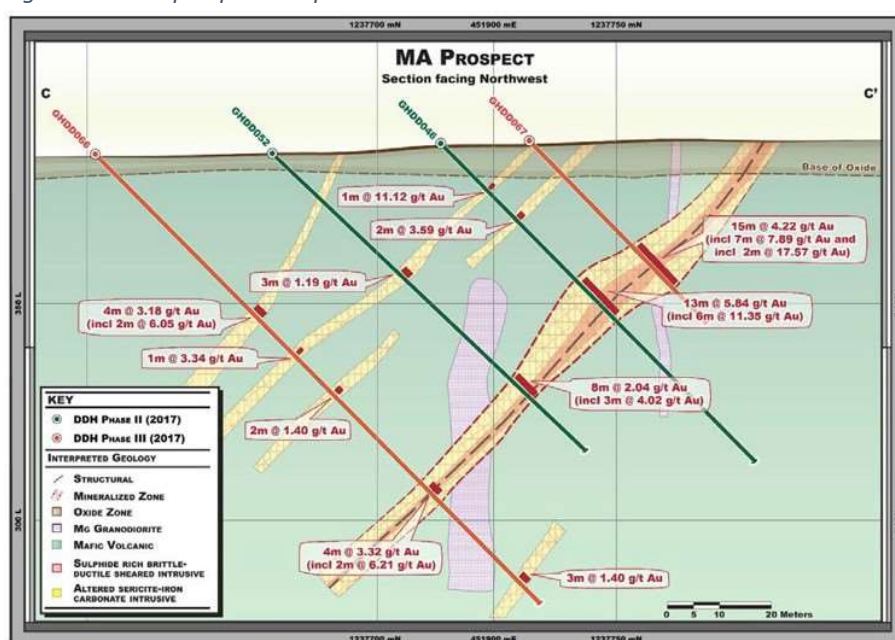 1237700 mN 451900 mE 1237750 mN
MA PROSPECT
Section facing Northwest
C
C'
GHDD066
GHDD052
GHDD046
GHDD067
Base of Oxide
1m @ 11.12 g/t Au
2m @ 3.59 g/t Au
15m @ 4.22 g/t Au
(incl 7m @ 7.89 g/t Au and
incl 2m @ 17.57 g/t Au)
3m @ 1.19 g/t Au
13m @ 5.84 g/t Au
(incl 6m @ 11.35 g/t Au)
350 L
4m @ 3.18 g/t Au
(incl 2m @ 6.05 g/t Au)
1m @ 3.34 g/t Au
8m @ 2.04 g/t Au
(incl 3m @ 4.02 g/t Au)
2m @ 1.40 g/t Au
KEY
DDH PHASE II (2017)
DDH PHASE III (2017)
INTERPRETED GEOLOGY
STRUCTURAL
MINERALIZED ZONE
OXIDE ZONE
MG GRANODIORITE
MAFIC VOLCANIC
SULPHIDE RICH BRITTLE-
DUCTILE SHEARED INTRUSIVE
ALTERED SERICITE-IRON
CARBONATE INTRUSIVE
300 L
4m @ 3.32 g/t Au
(incl 2m @ 6.21 g/t Au)
3m @ 1.40 g/t Au
0 5 10 20 Meters
1237700 mN 451900 mE 1237750 mN